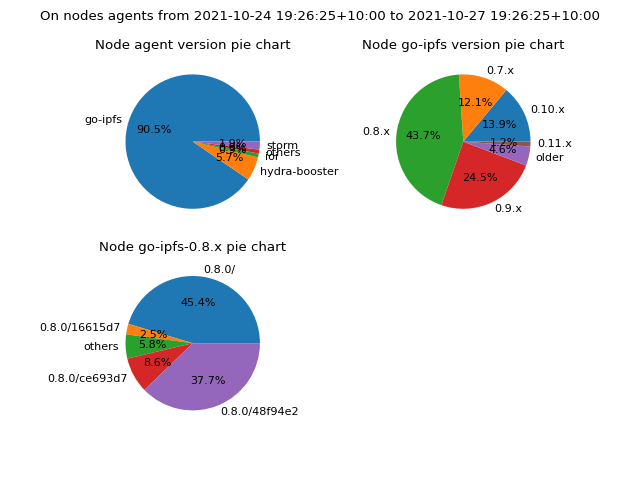 On nodes agents from 2021-10-24 19:26:25+10:00 to 2021-10-27 19:26:25+10:00
Node agent version pie chart
go-ipfs
90.5%
storm
others
ioi
hydra-booster
5.7%
Node go-ipfs version pie chart
0.7.x
12.1%
0.10.x
13.9%
0.8.x
43.7%
1.2%
0.11.x
4.6%
older
24.5%
0.9.x
Node go-ipfs-0.8.x pie chart
0.8.0/
45.4%
0.8.0/16615d7
2.5%
others
5.8%
8.6%
0.8.0/ce693d7
37.7%
0.8.0/48f94e2